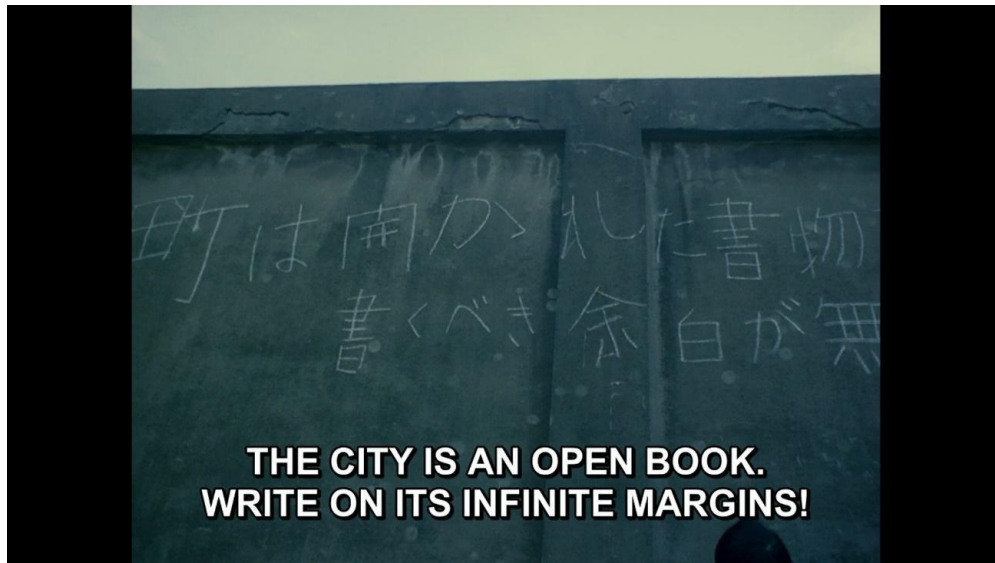 町は開かれた書物
書くべき余白が無
THE CITY IS AN OPEN BOOK.
WRITE ON ITS INFINITE MARGINS!